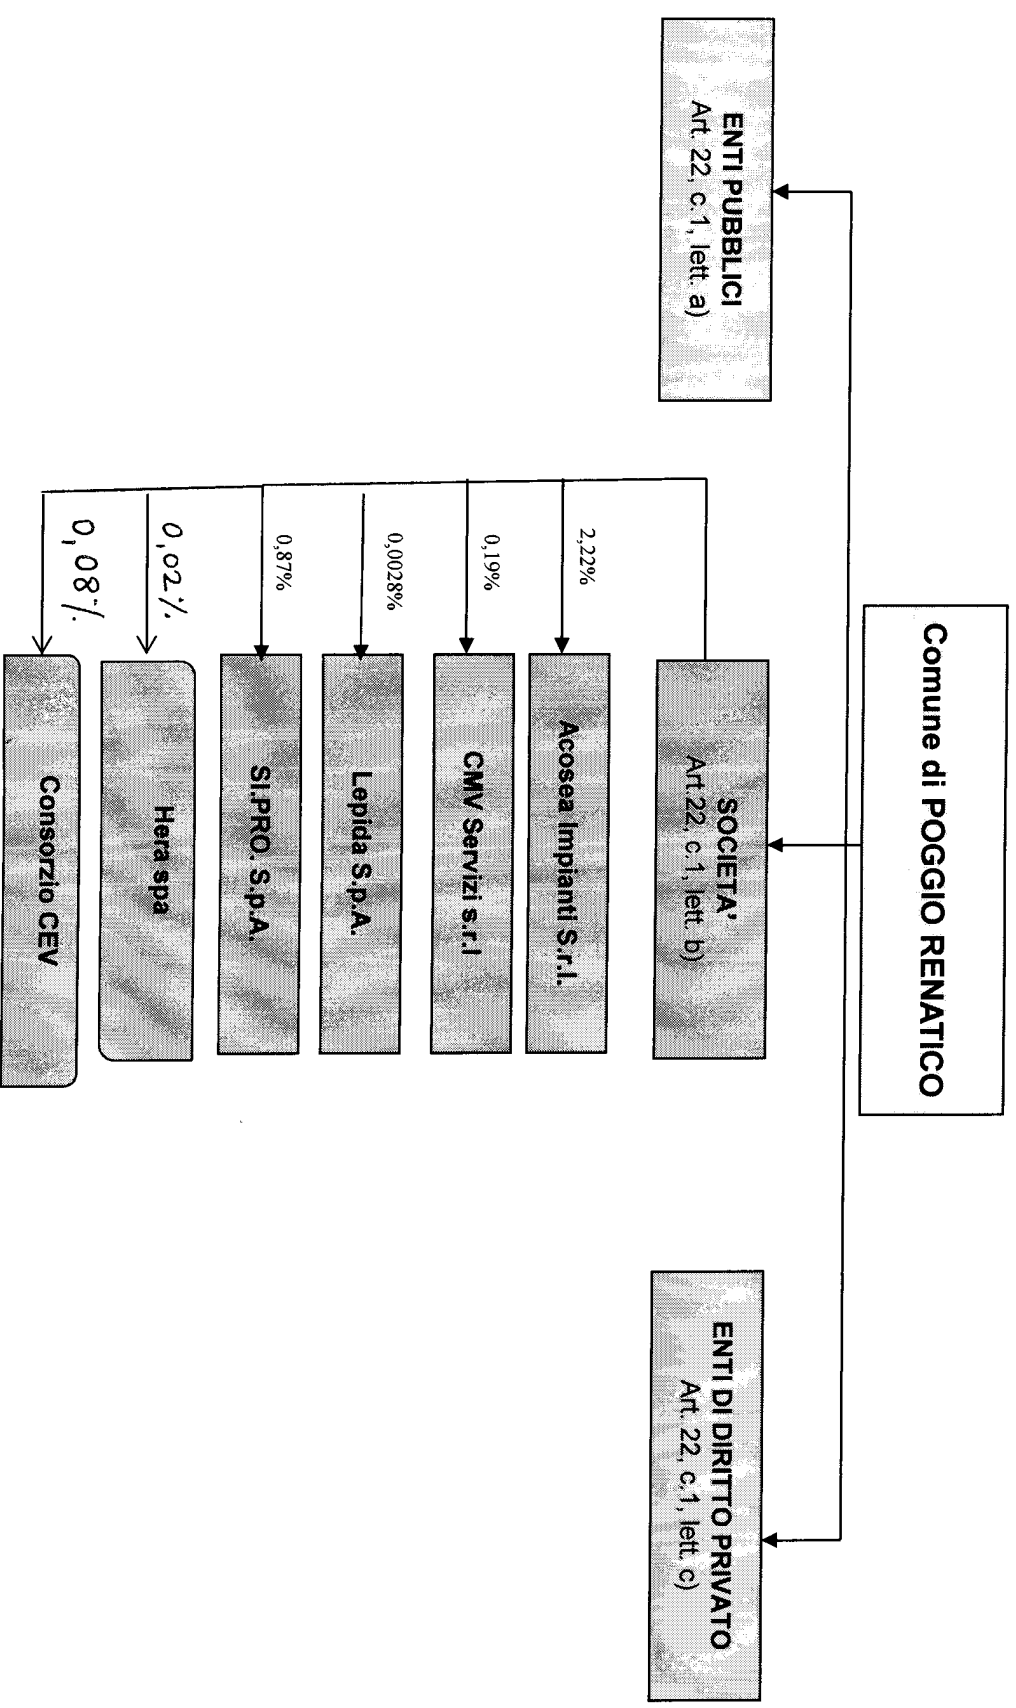 Comune di POGGIO RENATICO
ENTI PUBBLICI
Art. 22, c.1, lett. a)
SOCIETA'
Art.22, c.1, lett. b)
ENTI DI DIRITTO PRIVATO
Art. 22, c.1, lett. c)
2,22%
Acosea Impianti S.r.l.
0,19%
CMV Servizi s.r.l
0,0028%
Lepida S.p.A.
0,87%
SI.PRO. S.p.A.
0,02%
Hera spa
0,08%
Consorzio CEV